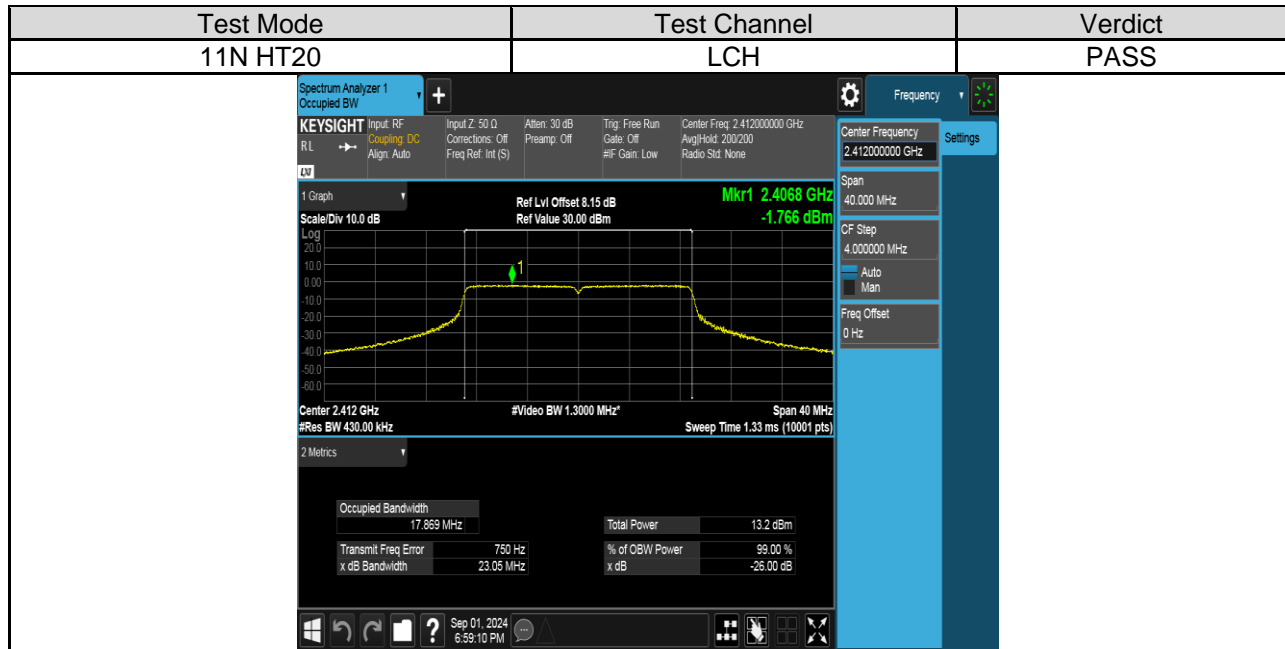 Test Mode Test Channel Verdict
11N HT20 LCH PASS
Spectrum Analyzer 1
Occupied BW
+
Frequency
KEYSIGHT Input: RF Input Z: 50 Ω Atten: 30 dB Trig: Free Run Center Freq: 2.412000000 GHz
RL Coupling: DC Corrections: Off Preamp: Off Gate: Off Avg|Hold: 200/200
Align: Auto Freq Ref: Int (S) #IF Gain: Low Radio Std: None
LXI
Center Frequency
2.412000000 GHz
Settings
Span
40.000 MHz
CF Step
4.000000 MHz
Auto
Man
Freq Offset
0 Hz
1 Graph Ref Lvl Offset 8.15 dB Mkr1 2.4068 GHz
Scale/Div 10.0 dB Ref Value 30.00 dBm -1.766 dBm
Log
20.0
10.0
1
0.00
-10.0
-20.0
-30.0
-40.0
-50.0
-60.0
Center 2.412 GHz #Video BW 1.3000 MHz* Span 40 MHz
#Res BW 430.00 kHz Sweep Time 1.33 ms (10001 pts)
2 Metrics
Occupied Bandwidth
17.869 MHz Total Power 13.2 dBm
Transmit Freq Error 750 Hz % of OBW Power 99.00 %
x dB Bandwidth 23.05 MHz x dB -26.00 dB
? Sep 01, 2024
6:59:10 PM